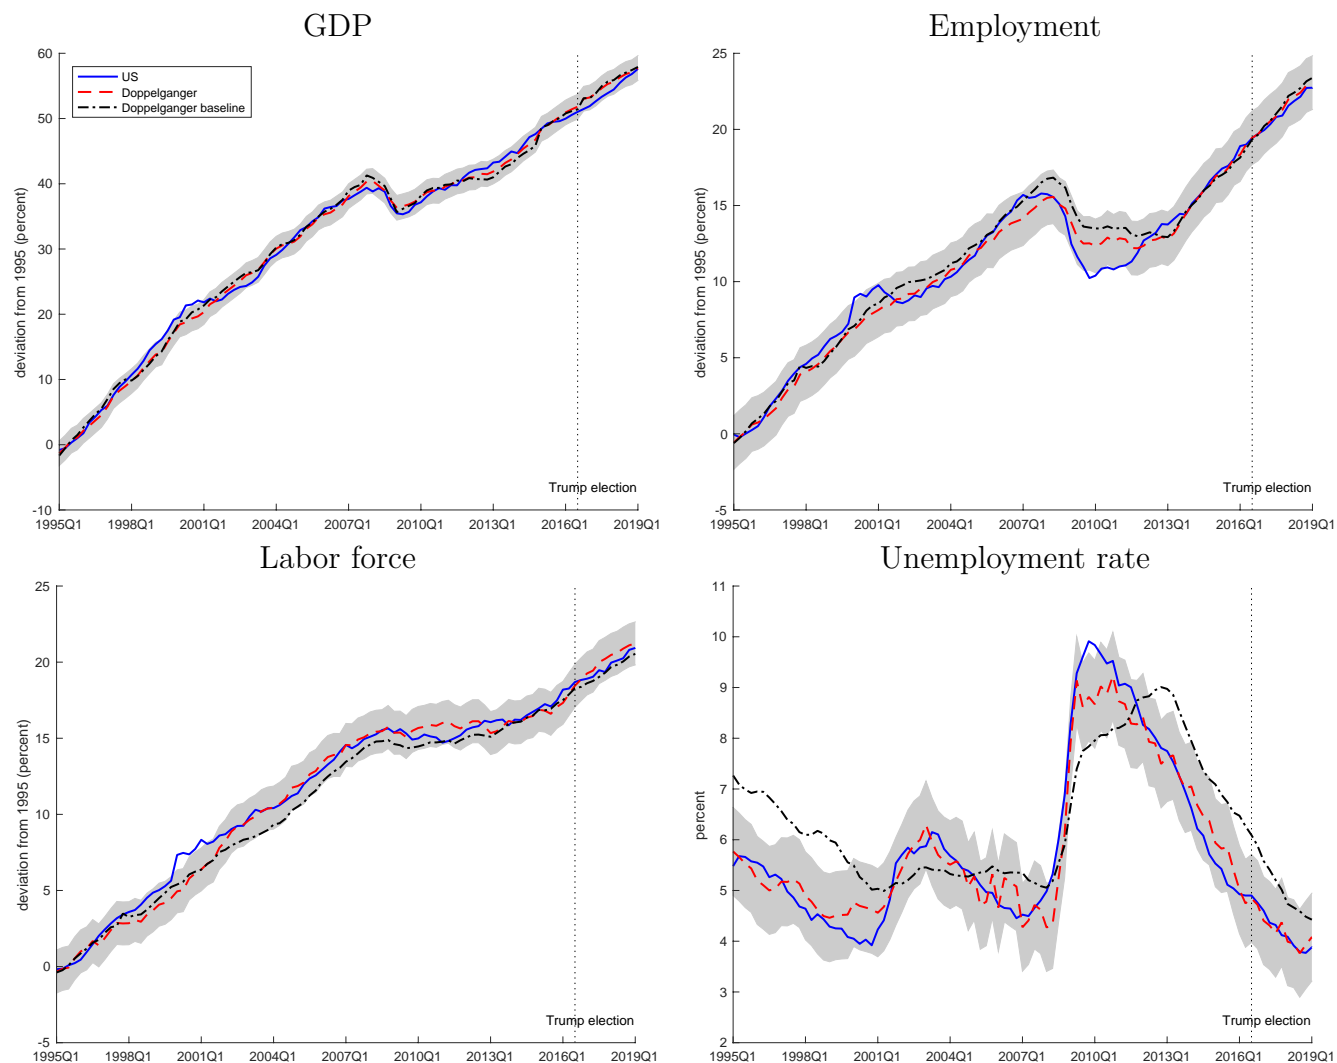 GDP
deviation from 1995 (percent)
60
50
40
30
20
10
0
-10
US
Doppelganger
Doppelganger baseline
Trump election
1995Q1 1998Q1 2001Q1 2004Q1 2007Q1 2010Q1 2013Q1 2016Q1 2019Q1
Employment
deviation from 1995 (percent)
25
20
15
10
5
0
-5
Trump election
1995Q1 1998Q1 2001Q1 2004Q1 2007Q1 2010Q1 2013Q1 2016Q1 2019Q1
Labor force
deviation from 1995 (percent)
25
20
15
10
5
0
-5
Trump election
1995Q1 1998Q1 2001Q1 2004Q1 2007Q1 2010Q1 2013Q1 2016Q1 2019Q1
Unemployment rate
percent
11
10
9
8
7
6
5
4
3
2
Trump election
1995Q1 1998Q1 2001Q1 2004Q1 2007Q1 2010Q1 2013Q1 2016Q1 2019Q1